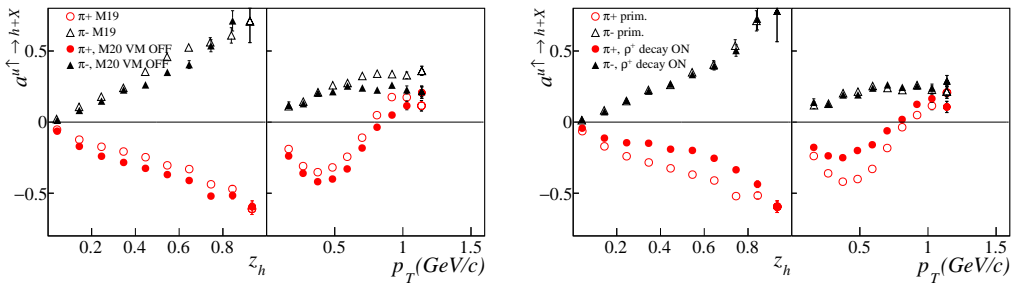 a^{u↑ → h+X}
0.5
0
−0.5
π+ M19
π- M19
π+, M20 VM OFF
π-, M20 VM OFF
0.2 0.4 0.6 0.8
z_h
0.5 1 1.5
p_T (GeV/c)
a^{u↑ → h+X}
0.5
0
−0.5
π+ prim.
π- prim.
π+, ρ⁺ decay ON
π-, ρ⁺ decay ON
0.2 0.4 0.6 0.8
z_h
0.5 1 1.5
p_T (GeV/c)